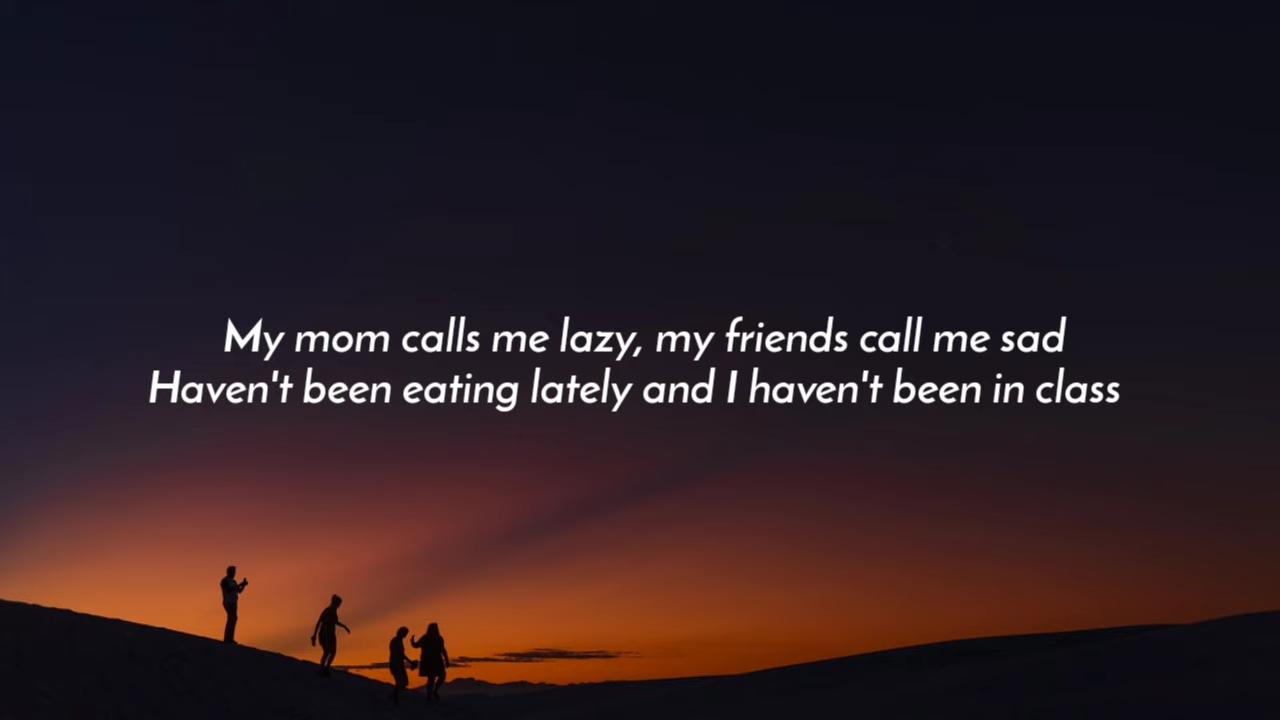 My mom calls me lazy, my friends call me sad
Haven't been eating lately and I haven't been in class